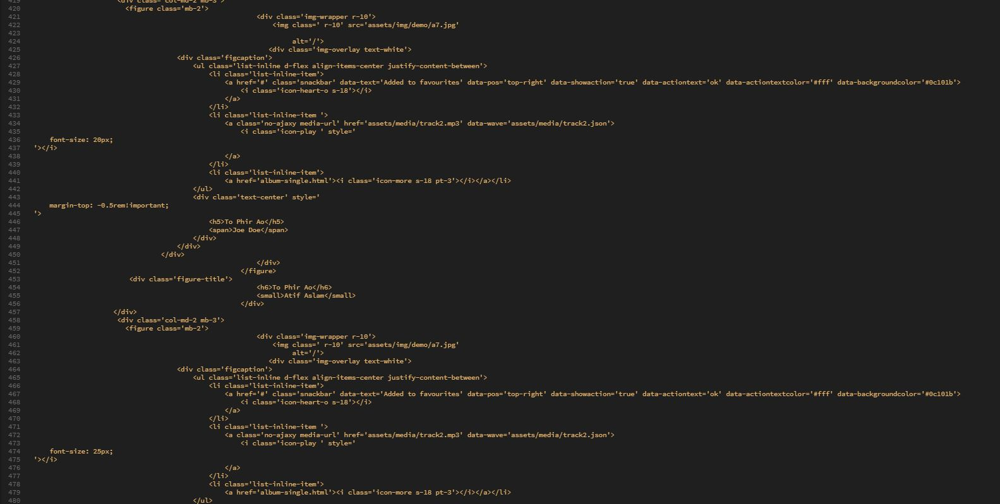 419 <div class='col-md-2 mb-3'>
420 <figure class='mb-2'>
421 <div class='img-wrapper r-10'>
422 <img class=' r-10' src='assets/img/demo/a7.jpg'
423
424 alt='/'>
425 <div class='img-overlay text-white'>
426 <div class='figcaption'>
427 <ul class='list-inline d-flex align-items-center justify-content-between'>
428 <li class='list-inline-item'>
429 <a href='#' class='snackbar' data-text='Added to favourites' data-pos='top-right' data-showaction='true' data-actiontext='ok' data-actiontextcolor='#fff' data-backgroundcolor='#0c101b'>
430 <i class='icon-heart-o s-18'></i>
431 </a>
432 </li>
433 <li class='list-inline-item '>
434 <a class='no-ajaxy media-url' href='assets/media/track2.mp3' data-wave='assets/media/track2.json'>
435 <i class='icon-play ' style='
436 font-size: 20px;
437 '></i>
438 </a>
439 </li>
440 <li class='list-inline-item'>
441 <a href='album-single.html'><i class='icon-more s-18 pt-3'></i></a></li>
442 </ul>
443 <div class='text-center' style='
444 margin-top: -0.5rem!important;
445 '>
446 <h5>To Phir Ao</h5>
447 <span>Joe Doe</span>
448 </div>
449 </div>
450 </div>
451 </div>
452 </figure>
453 <div class='figure-title'>
454 <h6>To Phir Ao</h6>
455 <small>Atif Aslam</small>
456 </div>
457 </div>
458 <div class='col-md-2 mb-3'>
459 <figure class='mb-2'>
460 <div class='img-wrapper r-10'>
461 <img class=' r-10' src='assets/img/demo/a7.jpg'
462 alt='/'>
463 <div class='img-overlay text-white'>
464 <div class='figcaption'>
465 <ul class='list-inline d-flex align-items-center justify-content-between'>
466 <li class='list-inline-item'>
467 <a href='#' class='snackbar' data-text='Added to favourites' data-pos='top-right' data-showaction='true' data-actiontext='ok' data-actiontextcolor='#fff' data-backgroundcolor='#0c101b'>
468 <i class='icon-heart-o s-18'></i>
469 </a>
470 </li>
471 <li class='list-inline-item '>
472 <a class='no-ajaxy media-url' href='assets/media/track2.mp3' data-wave='assets/media/track2.json'>
473 <i class='icon-play ' style='
474 font-size: 25px;
475 '></i>
476 </a>
477 </li>
478 <li class='list-inline-item'>
479 <a href='album-single.html'><i class='icon-more s-18 pt-3'></i></a></li>
480 </ul>